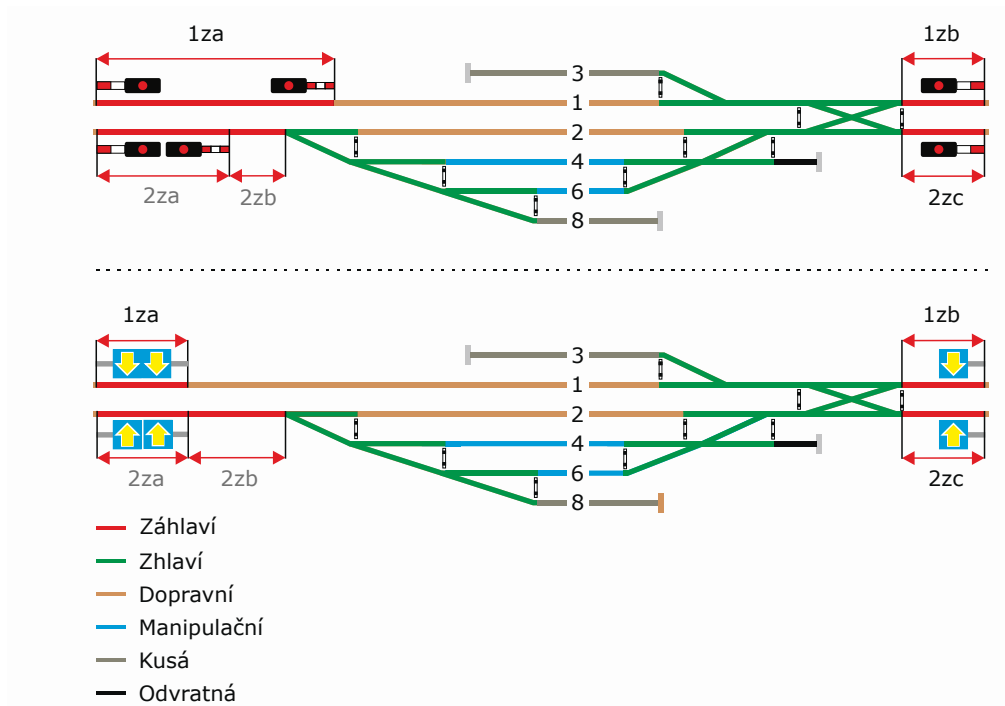 1za
1zb
3
1
2
4
6
8
2za
2zb
2zc
1za
1zb
3
1
2
4
6
8
2za
2zb
2zc
Záhlaví
Zhlaví
Dopravní
Manipulační
Kusá
Odvratná